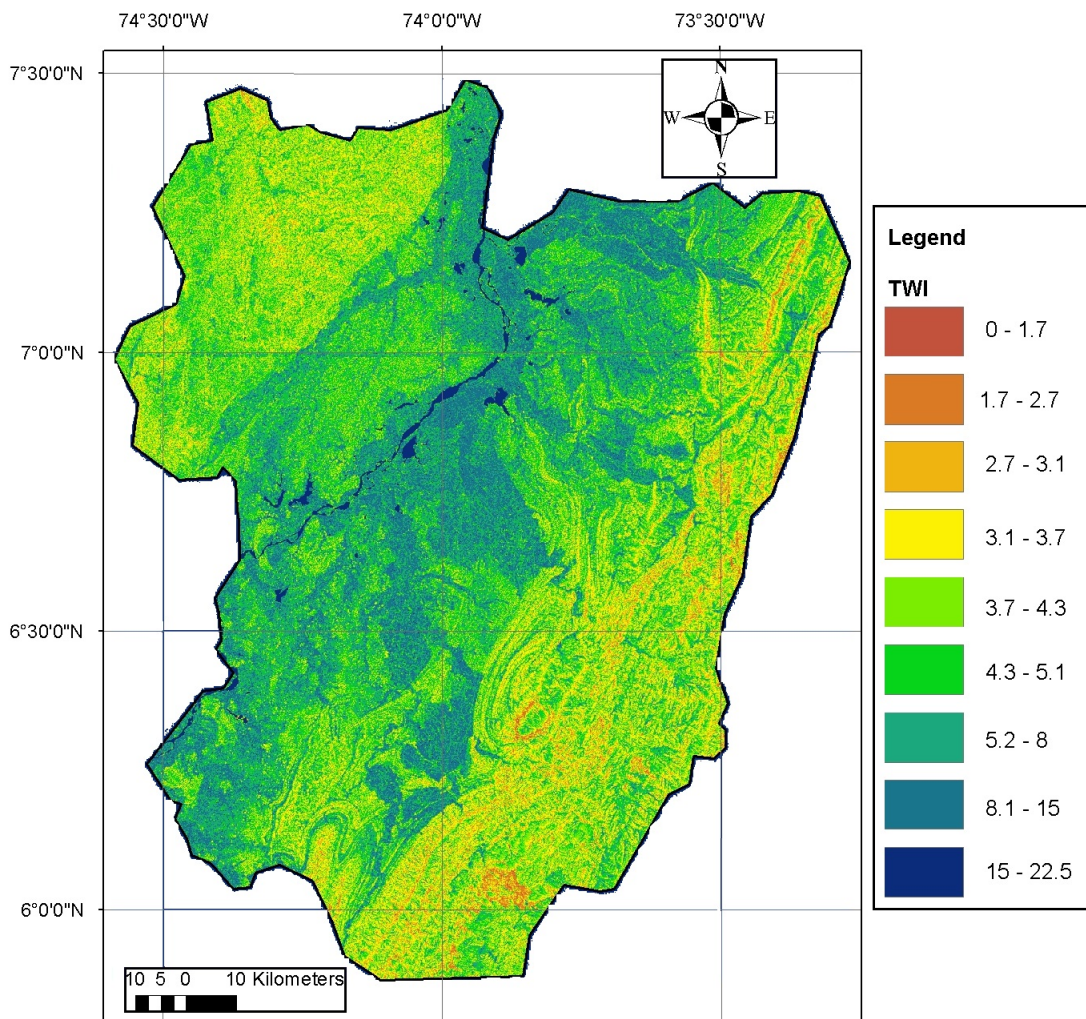 74°30'0"W 74°0'0"W 73°30'0"W
7°30'0"N
N
W E
S
Legend
TWI
0 - 1.7
7°0'0"N
1.7 - 2.7
2.7 - 3.1
3.1 - 3.7
3.7 - 4.3
6°30'0"N
4.3 - 5.1
5.2 - 8
8.1 - 15
15 - 22.5
6°0'0"N
10 5 0 10 Kilometers